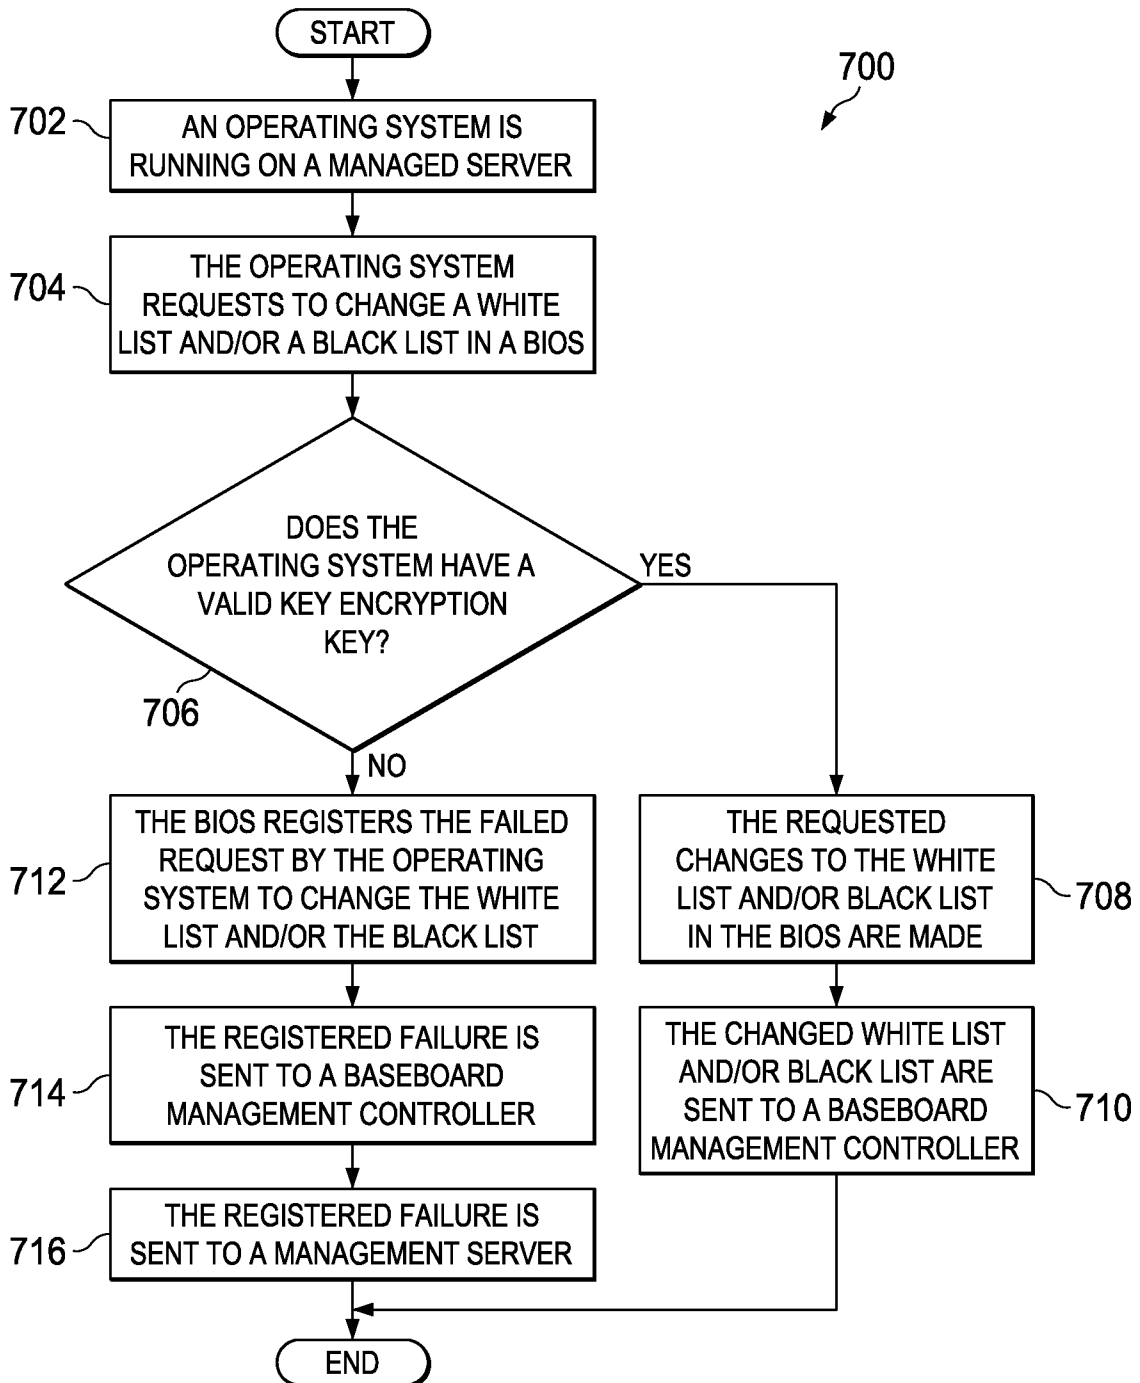 START
700
702
AN OPERATING SYSTEM IS
RUNNING ON A MANAGED SERVER
704
THE OPERATING SYSTEM
REQUESTS TO CHANGE A WHITE
LIST AND/OR A BLACK LIST IN A BIOS
DOES THE
OPERATING SYSTEM HAVE A
VALID KEY ENCRYPTION
KEY?
706
YES
NO
712
THE BIOS REGISTERS THE FAILED
REQUEST BY THE OPERATING
SYSTEM TO CHANGE THE WHITE
LIST AND/OR THE BLACK LIST
THE REQUESTED
CHANGES TO THE WHITE
LIST AND/OR BLACK LIST
IN THE BIOS ARE MADE
708
714
THE REGISTERED FAILURE IS
SENT TO A BASEBOARD
MANAGEMENT CONTROLLER
THE CHANGED WHITE LIST
AND/OR BLACK LIST ARE
SENT TO A BASEBOARD
MANAGEMENT CONTROLLER
710
716
THE REGISTERED FAILURE IS
SENT TO A MANAGEMENT SERVER
END